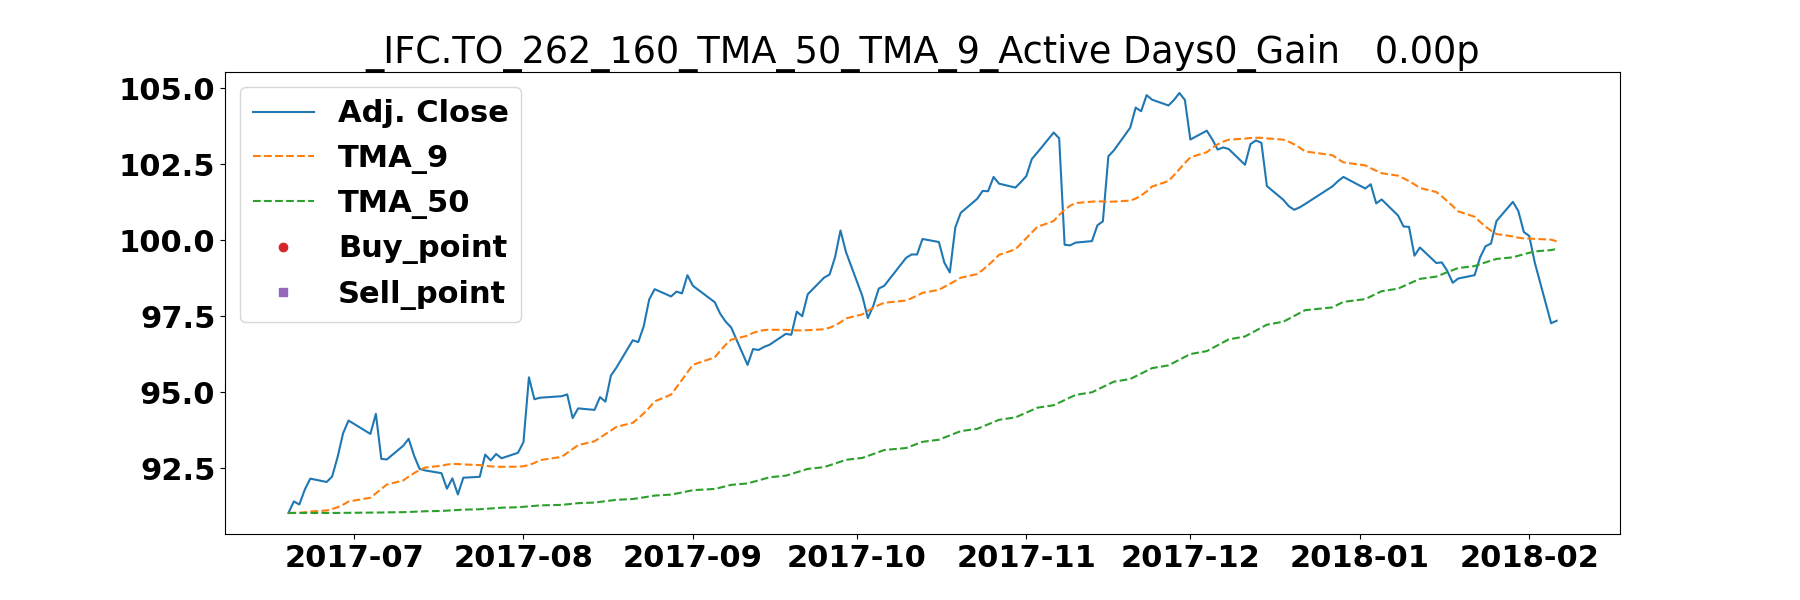 _IFC.TO_262_160_TMA_50_TMA_9_Active Days0_Gain   0.00p
105.0
102.5
100.0
97.5
95.0
92.5
Adj. Close
TMA_9
TMA_50
Buy_point
Sell_point
2017-07 2017-08 2017-09 2017-10 2017-11 2017-12 2018-01 2018-02